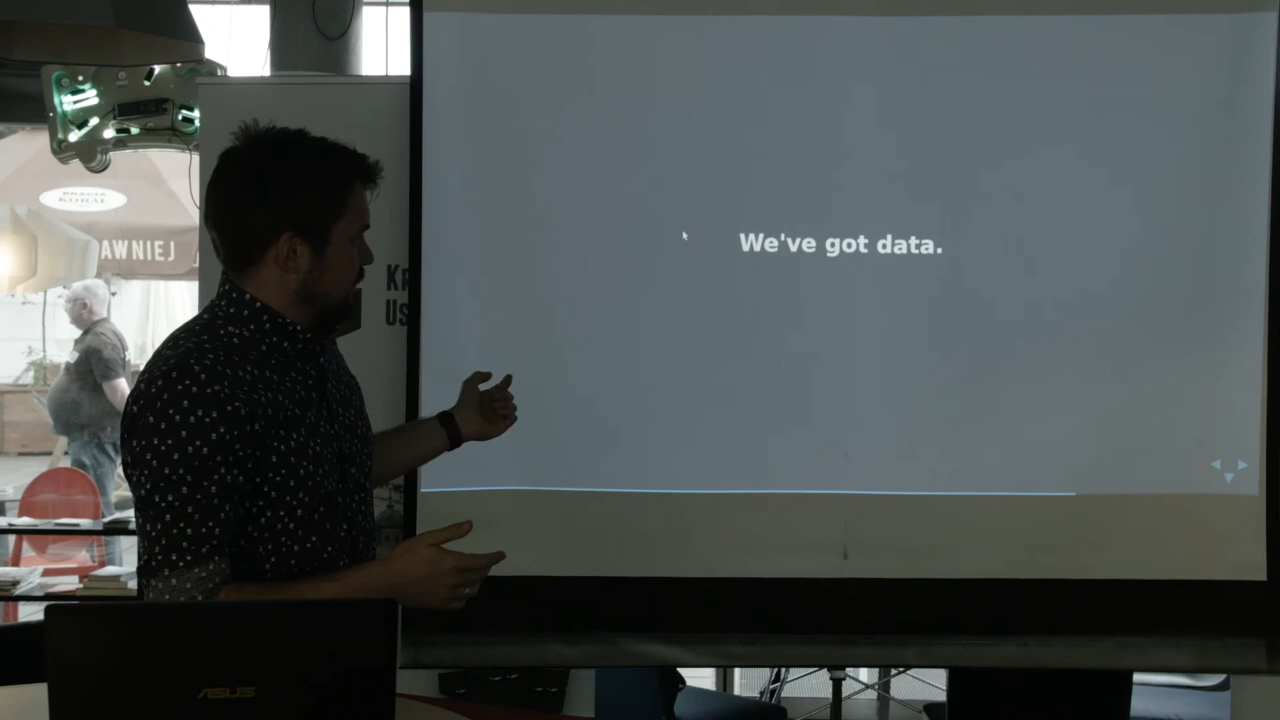 We've got data.
BRACIA
KORAL
AWNIEJ
KR
US
ASUS